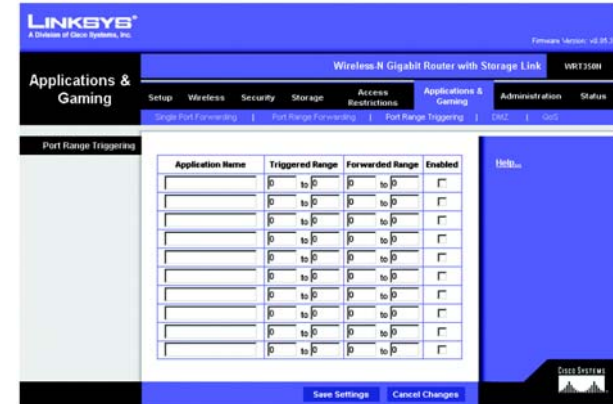 LINKSYS®
A Division of Cisco Systems, Inc.
Firmware Version: v0.05.3
Wireless-N Gigabit Router with Storage Link WRT350N
Applications & Gaming
Setup Wireless Security Storage Access Restrictions Applications & Gaming Administration Status
Single Port Forwarding | Port Range Forwarding | Port Range Triggering | DMZ | QoS
Port Range Triggering
Application Name Triggered Range Forwarded Range Enabled
Help...
0 to 0 0 to 0
0 to 0 0 to 0
0 to 0 0 to 0
0 to 0 0 to 0
0 to 0 0 to 0
0 to 0 0 to 0
0 to 0 0 to 0
0 to 0 0 to 0
0 to 0 0 to 0
0 to 0 0 to 0
Save Settings Cancel Changes
CISCO SYSTEMS